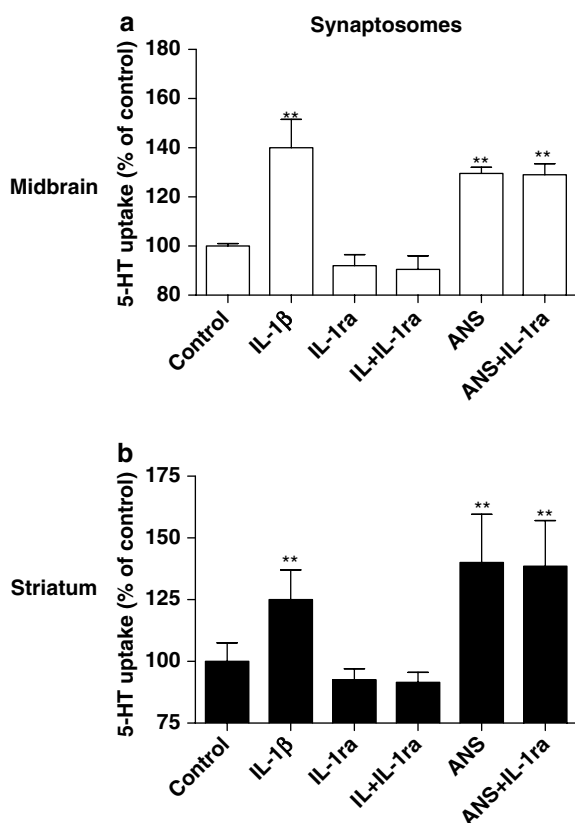 a
Synaptosomes
Midbrain
5-HT uptake (% of control)
180
160
140
120
100
80
**
**
**
Control
IL-1β
IL-1ra
IL+IL-1ra
ANS
ANS+IL-1ra
b
Striatum
5-HT uptake (% of control)
175
150
125
100
75
**
**
**
Control
IL-1β
IL-1ra
IL+IL-1ra
ANS
ANS+IL-1ra